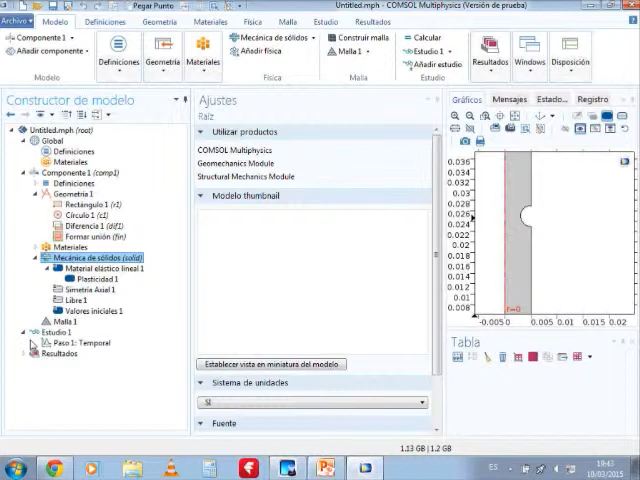 Pegar Punto
Untitled.mph - COMSOL Multiphysics (Versión de prueba)
Archivo
Modelo
Definiciones
Geometría
Materiales
Física
Malla
Estudio
Resultados
Componente 1
Añadir componente
Modelo
Definiciones
Geometría
Materiales
Mecánica de sólidos
Añadir física
Física
Construir malla
Malla 1
Malla
Calcular
Estudio 1
Añadir estudio
Estudio
Resultados
Windows
Disposición
Constructor de modelo
Untitled.mph (root)
Global
Definiciones
Materiales
Componente 1 (comp1)
Definiciones
Geometría 1
Rectángulo 1 (r1)
Círculo 1 (c1)
Diferencia 1 (dif1)
Formar unión (fin)
Materiales
Mecánica de sólidos (solid)
Material elástico lineal 1
Plasticidad 1
Simetría Axial 1
Libre 1
Valores iniciales 1
Malla 1
Estudio 1
Paso 1: Temporal
Resultados
Ajustes
Raíz
Utilizar productos
COMSOL Multiphysics
Geomechanics Module
Structural Mechanics Module
Modelo thumbnail
Establecer vista en miniatura del modelo
Sistema de unidades
SI
Fuente
Gráficos
Mensajes
Estado...
Registro
0.036
0.034
0.032
0.03
0.028
0.026
0.024
0.022
0.02
0.018
0.016
0.014
0.012
0.01
0.008
r=0
-0.005 0 0.005 0.01 0.015 0.02
Tabla
1.13 GB | 1.2 GB
ES
19:43
19/03/2015